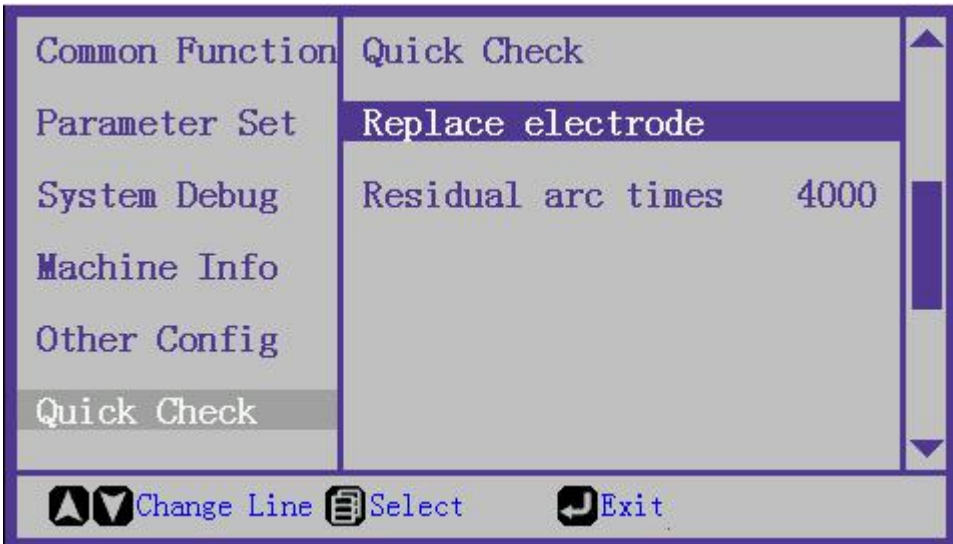 Common Function
Parameter Set
System Debug
Machine Info
Other Config
Quick Check
Quick Check
Replace electrode
Residual arc times 4000
Change Line Select Exit